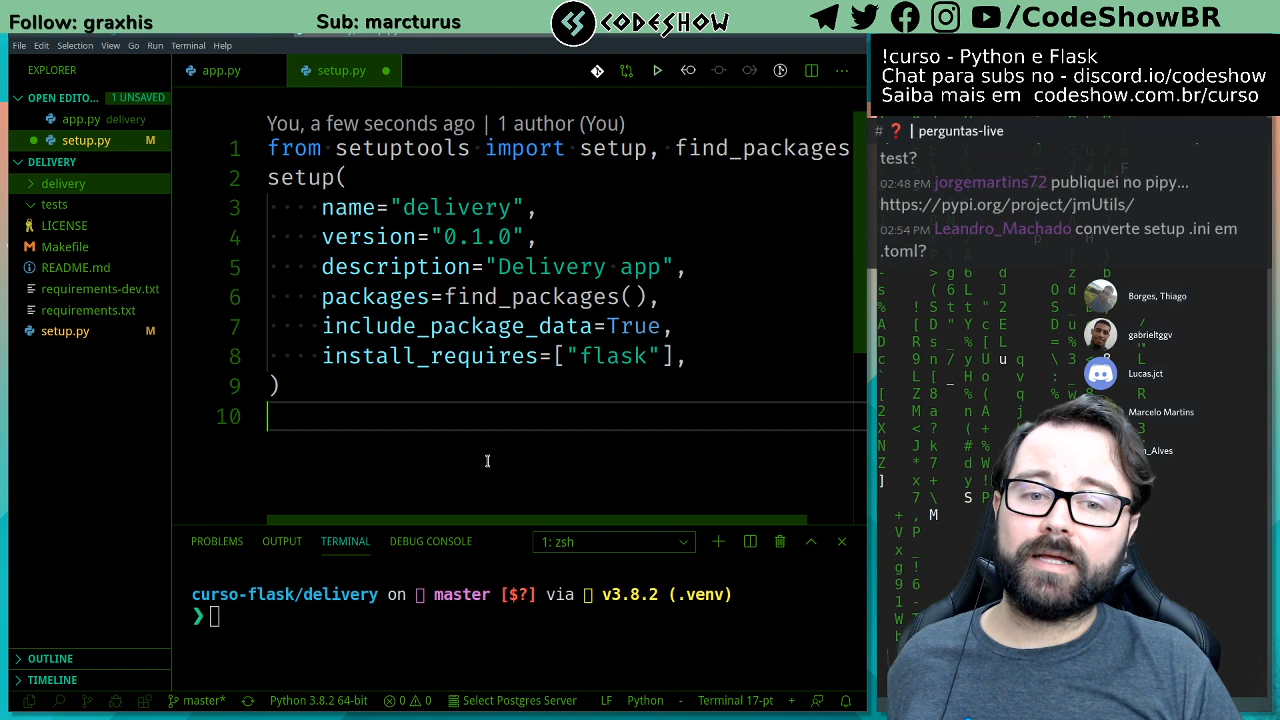 Follow: graxhis
Sub: marcturus
CODESHOW
/CodeShowBR
File Edit Selection View Go Run Terminal Help
EXPLORER
OPEN EDITO... 1 UNSAVED
app.py delivery
setup.py M
DELIVERY
delivery
tests
LICENSE
Makefile
README.md
requirements-dev.txt
requirements.txt
setup.py M
OUTLINE
TIMELINE
app.py
setup.py
You, a few seconds ago | 1 author (You)
1 from setuptools import setup, find_packages
2 setup(
3 name="delivery",
4 version="0.1.0",
5 description="Delivery app",
6 packages=find_packages(),
7 include_package_data=True,
8 install_requires=["flask"],
9 )
10
PROBLEMS OUTPUT TERMINAL DEBUG CONSOLE 1: zsh
curso-flask/delivery on master [$?] via v3.8.2 (.venv)
❯
master* Python 3.8.2 64-bit 0 0 Select Postgres Server LF Python - Terminal 17-pt +
!curso - Python e Flask
Chat para subs no - discord.io/codeshow
Saiba mais em codeshow.com.br/curso
# ❓ | perguntas-live
test?
02:48 PM jorgemartins72 publiquei no pipy...
https://pypi.org/project/jmUtils/
02:54 PM Leandro_Machado converte setup .ini em
.toml?
Borges, Thiago
gabrieltggv
Lucas.jct
Marcelo Martins